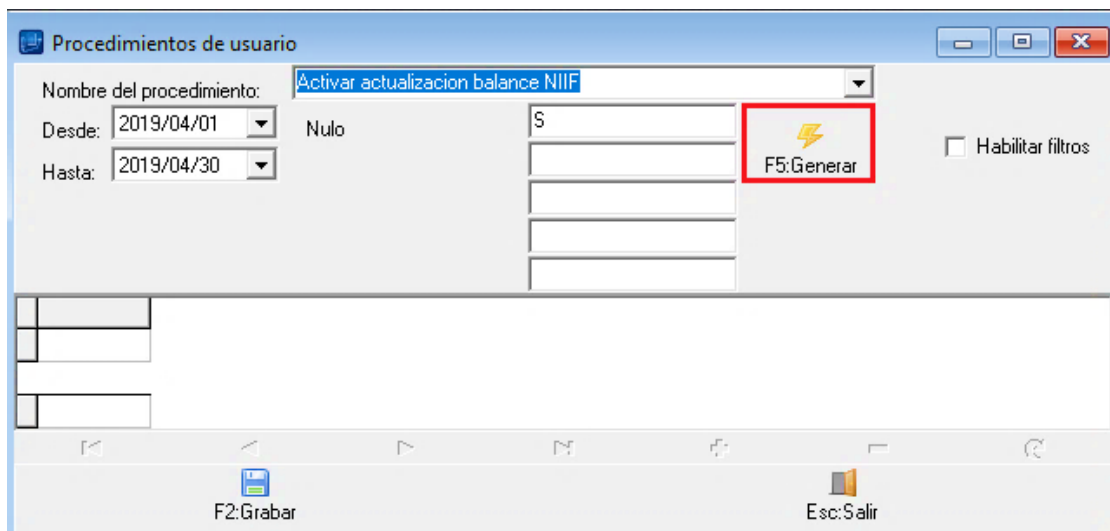 Procedimientos de usuario
Nombre del procedimiento: Activar actualizacion balance NIIF
Desde: 2019/04/01 Nulo S
F5:Generar Habilitar filtros
Hasta: 2019/04/30
F2:Grabar Esc:Salir